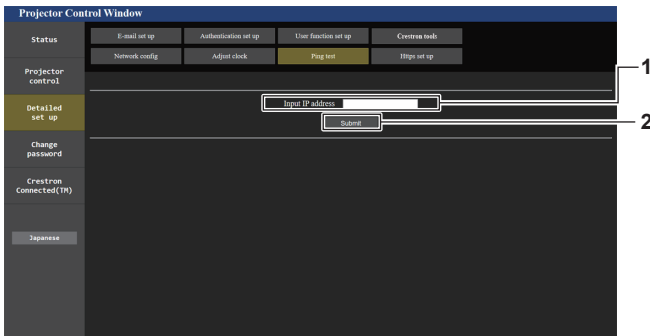 Projector Control Window
Status
E-mail set up
Authentication set up
User function set up
Crestron tools
Network config
Adjust clock
Ping test
Https set up
Projector
control
Detailed
set up
Change
password
Crestron
Connected(TM)
Japanese
Input IP address
Submit
1
2